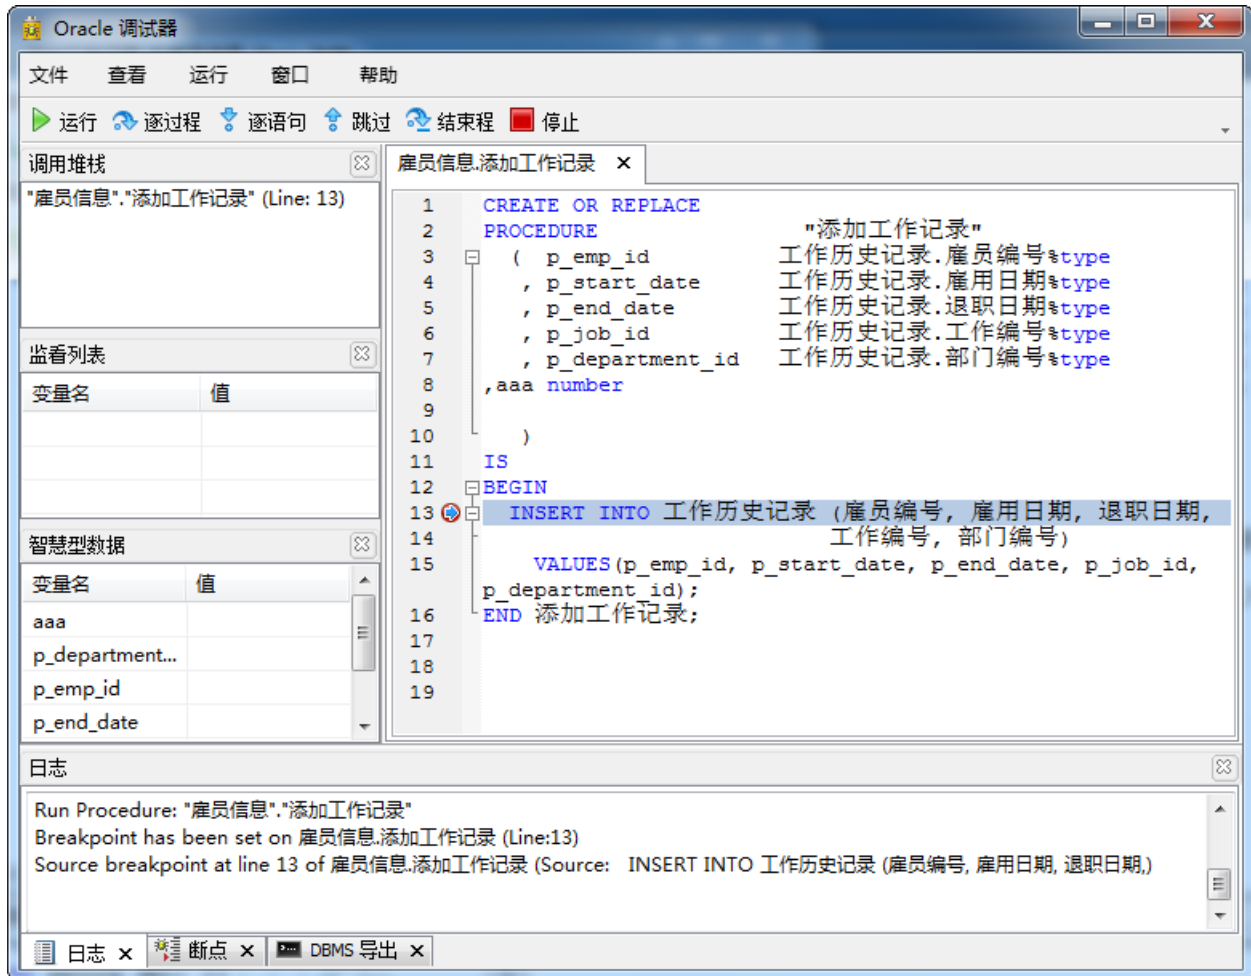 Oracle 调试器
文件 查看 运行 窗口 帮助
运行 逐过程 逐语句 跳过 结束程 停止
调用堆栈
"雇员信息"."添加工作记录" (Line: 13)
监看列表
变量名 值
智慧型数据
变量名 值
aaa
p_department...
p_emp_id
p_end_date
雇员信息.添加工作记录
1 CREATE OR REPLACE
2 PROCEDURE "添加工作记录"
3 ( p_emp_id 工作历史记录.雇员编号%type
4 , p_start_date 工作历史记录.雇用日期%type
5 , p_end_date 工作历史记录.退职日期%type
6 , p_job_id 工作历史记录.工作编号%type
7 , p_department_id 工作历史记录.部门编号%type
8 ,aaa number
9
10 )
11 IS
12 BEGIN
13 INSERT INTO 工作历史记录 (雇员编号, 雇用日期, 退职日期,
14 工作编号, 部门编号)
15 VALUES(p_emp_id, p_start_date, p_end_date, p_job_id,
p_department_id);
16 END 添加工作记录;
17
18
19
日志
Run Procedure: "雇员信息"."添加工作记录"
Breakpoint has been set on 雇员信息.添加工作记录 (Line:13)
Source breakpoint at line 13 of 雇员信息.添加工作记录 (Source: INSERT INTO 工作历史记录 (雇员编号, 雇用日期, 退职日期,)
日志 断点 DBMS 导出